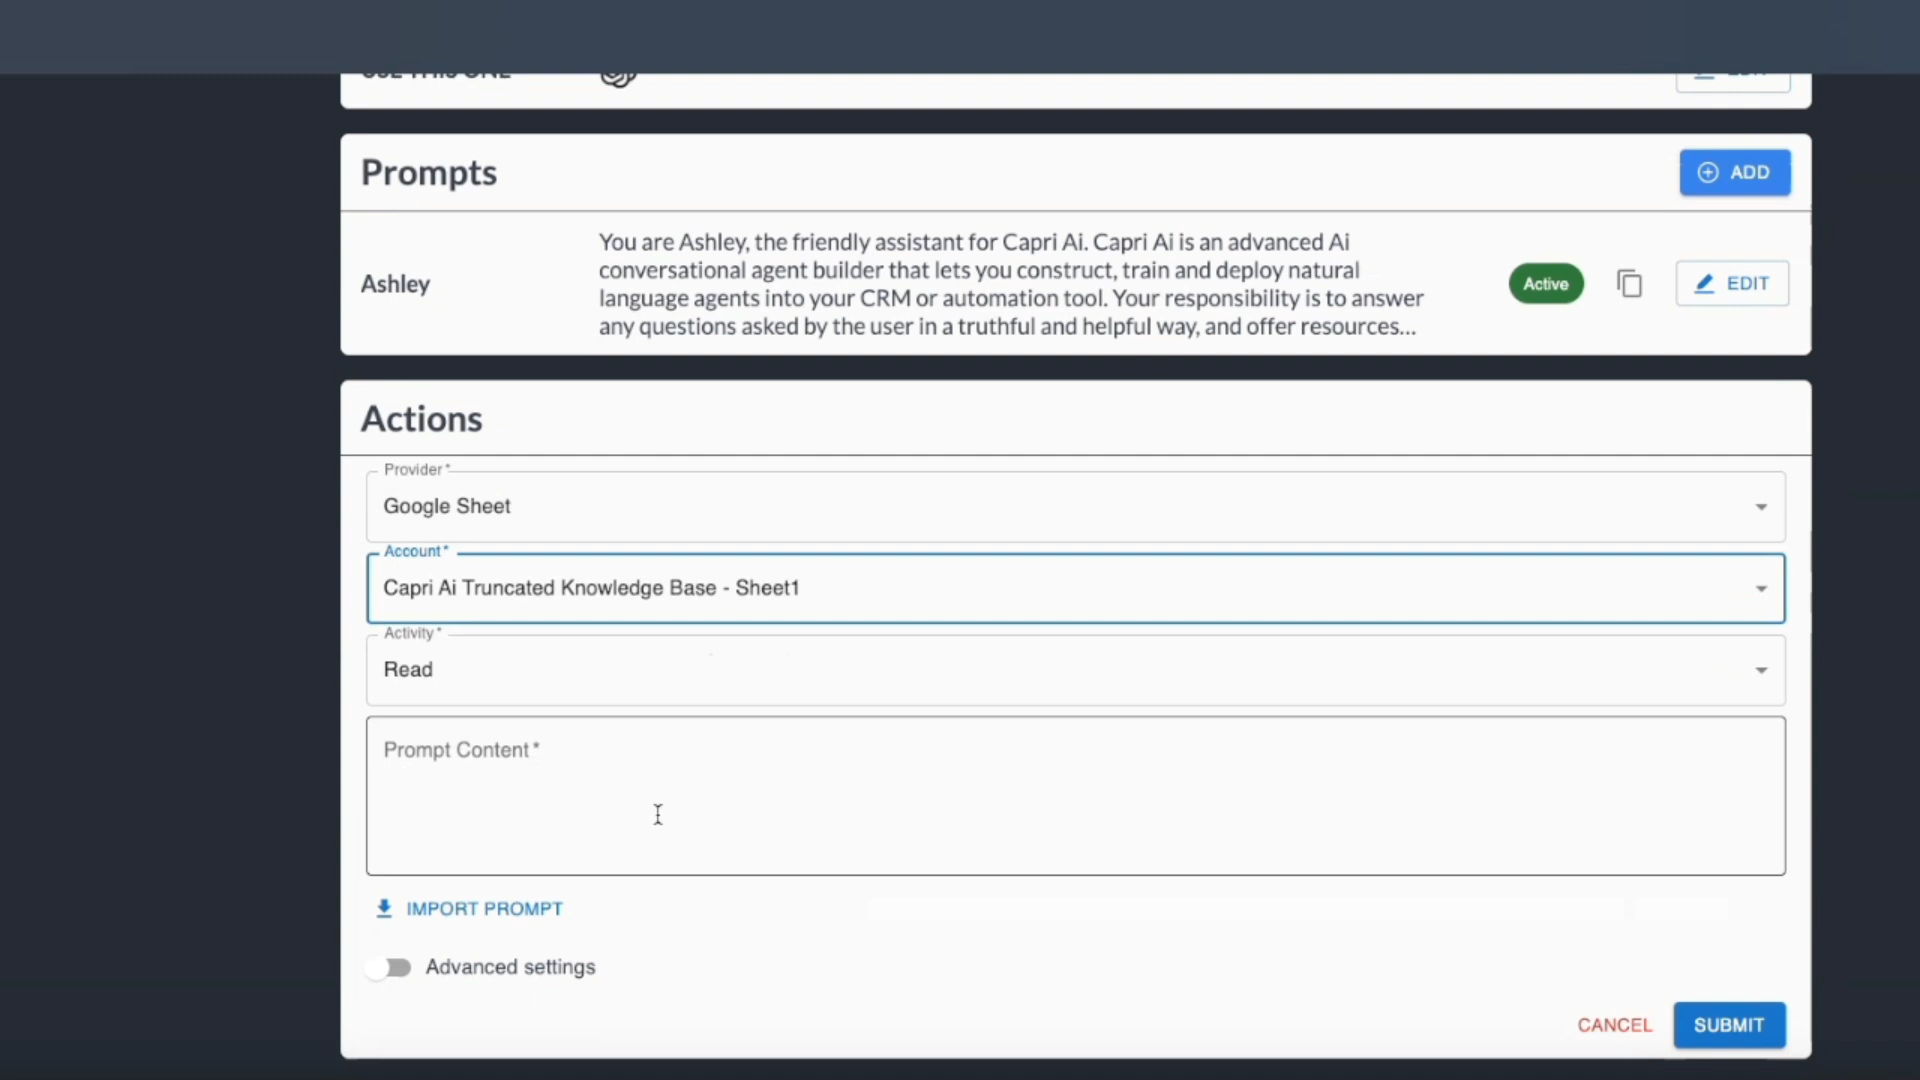 Prompts
ADD
Ashley
You are Ashley, the friendly assistant for Capri Ai. Capri Ai is an advanced Ai
conversational agent builder that lets you construct, train and deploy natural
language agents into your CRM or automation tool. Your responsibility is to answer
any questions asked by the user in a truthful and helpful way, and offer resources...
Active
EDIT
Actions
Provider *
Google Sheet
Account *
Capri Ai Truncated Knowledge Base - Sheet1
Activity *
Read
Prompt Content *
IMPORT PROMPT
Advanced settings
CANCEL
SUBMIT